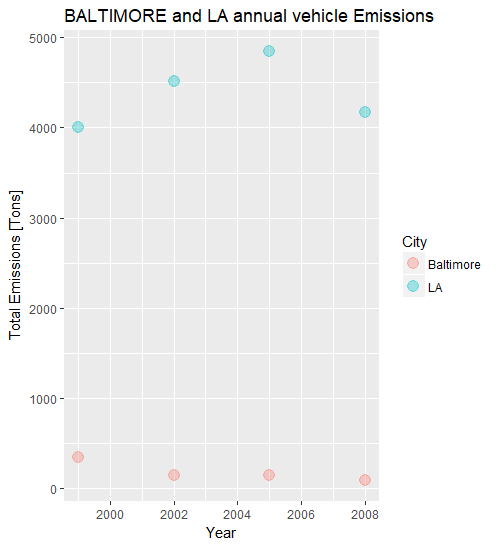 BALTIMORE and LA annual vehicle Emissions
5000
4000
3000
2000
1000
0
Total Emissions [Tons]
2000 2002 2004 2006 2008
Year
City
Baltimore
LA